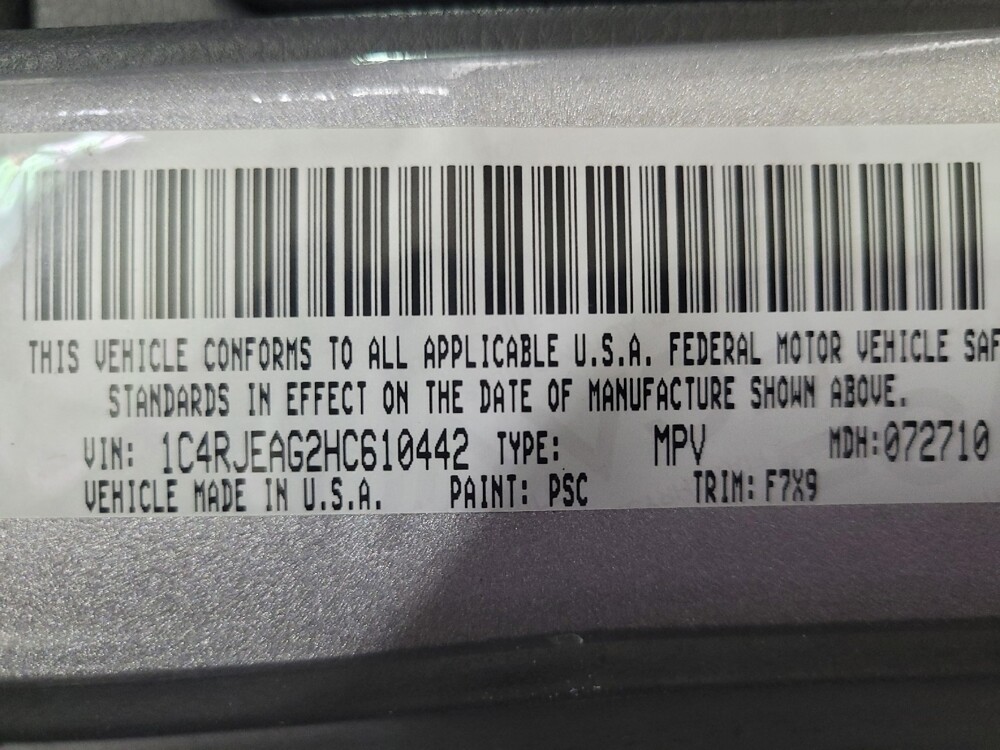 THIS VEHICLE CONFORMS TO ALL APPLICABLE U.S.A. FEDERAL MOTOR VEHICLE SAF
STANDARDS IN EFFECT ON THE DATE OF MANUFACTURE SHOWN ABOVE.
VIN: 1C4RJEAG2HC610442 TYPE: MPV MDH:072710
VEHICLE MADE IN U.S.A. PAINT: PSC TRIM: F7X9